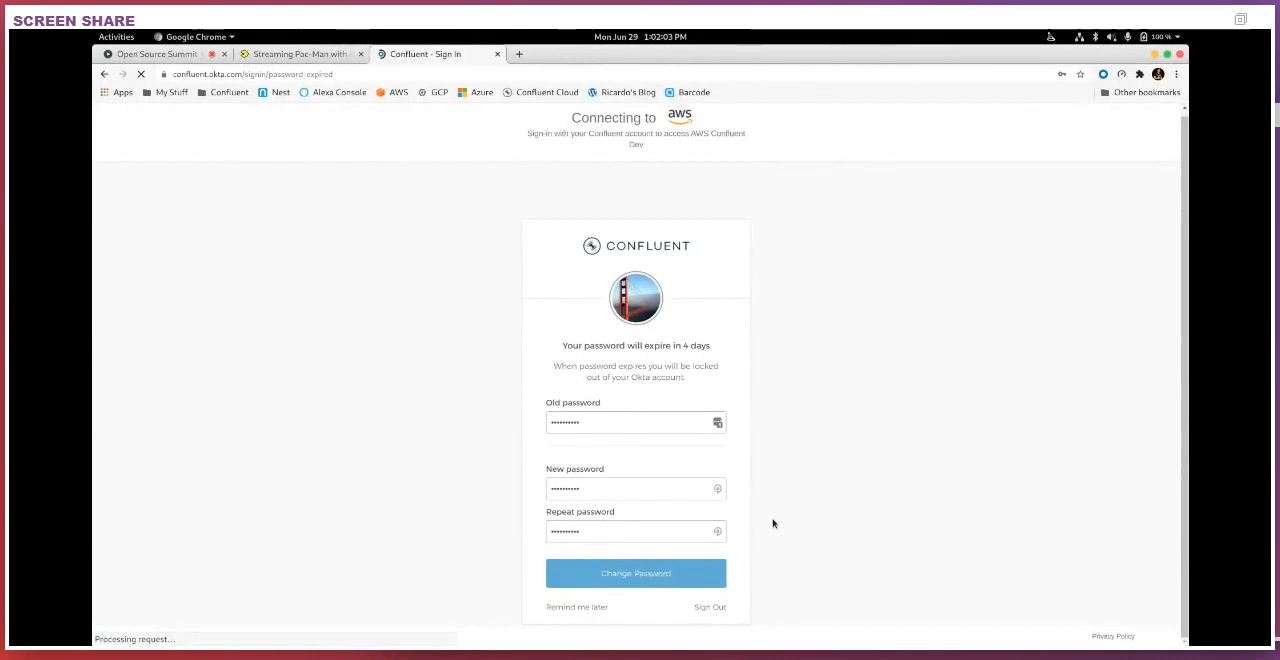 SCREEN SHARE
Activities Google Chrome Mon Jun 29 1:02:03 PM 100 %
Open Source Summit Streaming Pac-Man with Confluent - Sign In
confluent.okta.com/signin/password-expired
Apps My Stuff Confluent Nest Alexa Console AWS GCP Azure Confluent Cloud Ricardo's Blog Barcode Other bookmarks
Connecting to aws
Sign-in with your Confluent account to access AWS Confluent
Dev
CONFLUENT
Your password will expire in 4 days
When password expires you will be locked
out of your Okta account.
Old password
••••••••••
New password
••••••••••
Repeat password
••••••••••
Change Password
Remind me later Sign Out
Privacy Policy
Processing request...